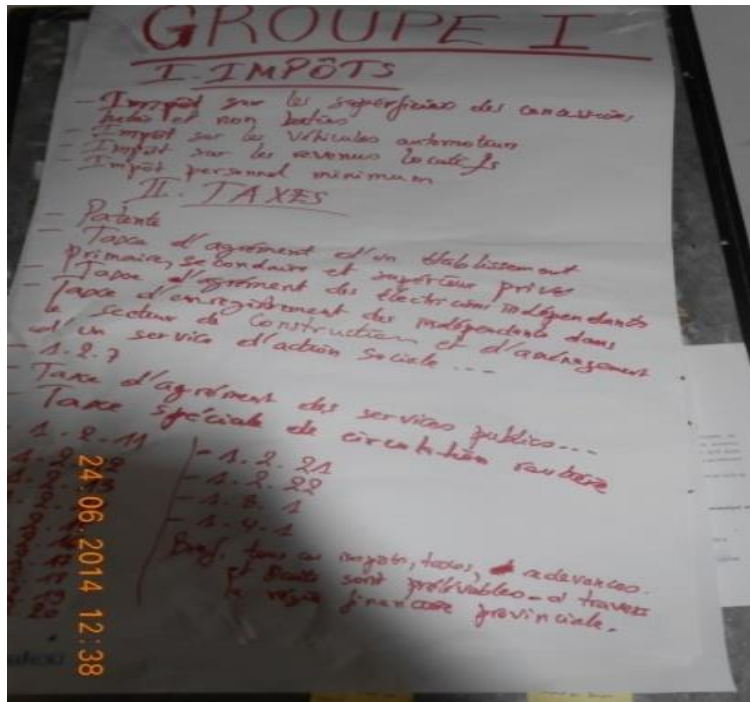 GROUPE I
I. IMPÔTS
- Impôt sur les superficies des concessions
bâtis et non bâties
- Impôt sur les véhicules automoteurs
- Impôt sur les revenus locatifs
- Impôt personnel minimum
II. TAXES
- Patente
- Taxe d'agrément d'un établissement
primaire, secondaire et supérieur privé
- Taxe d'agrément des électriciens indépendants
- Taxe d'enregistrement des indépendants dans
le secteur de Construction et d'aménagement
d'un service d'action sociale ...
- 1.2.7
- Taxe d'agrément des services publics...
- Taxe spéciale de circulation routière
- 1.2.11
- 1.2.21
- 1.2.22
- 1.3.1
- 1.4.1
Bref, tous ces impôts, taxes, redevances
et droits sont prélevables à travers
la régie financière provinciale.
24.06.2014 12:38